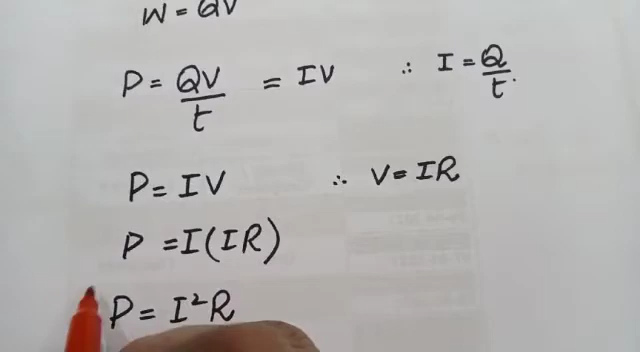 W = QV
P = QV/t = IV ∴ I = Q/t.
P = IV ∴ V = IR
P = I(IR)
P = I²R